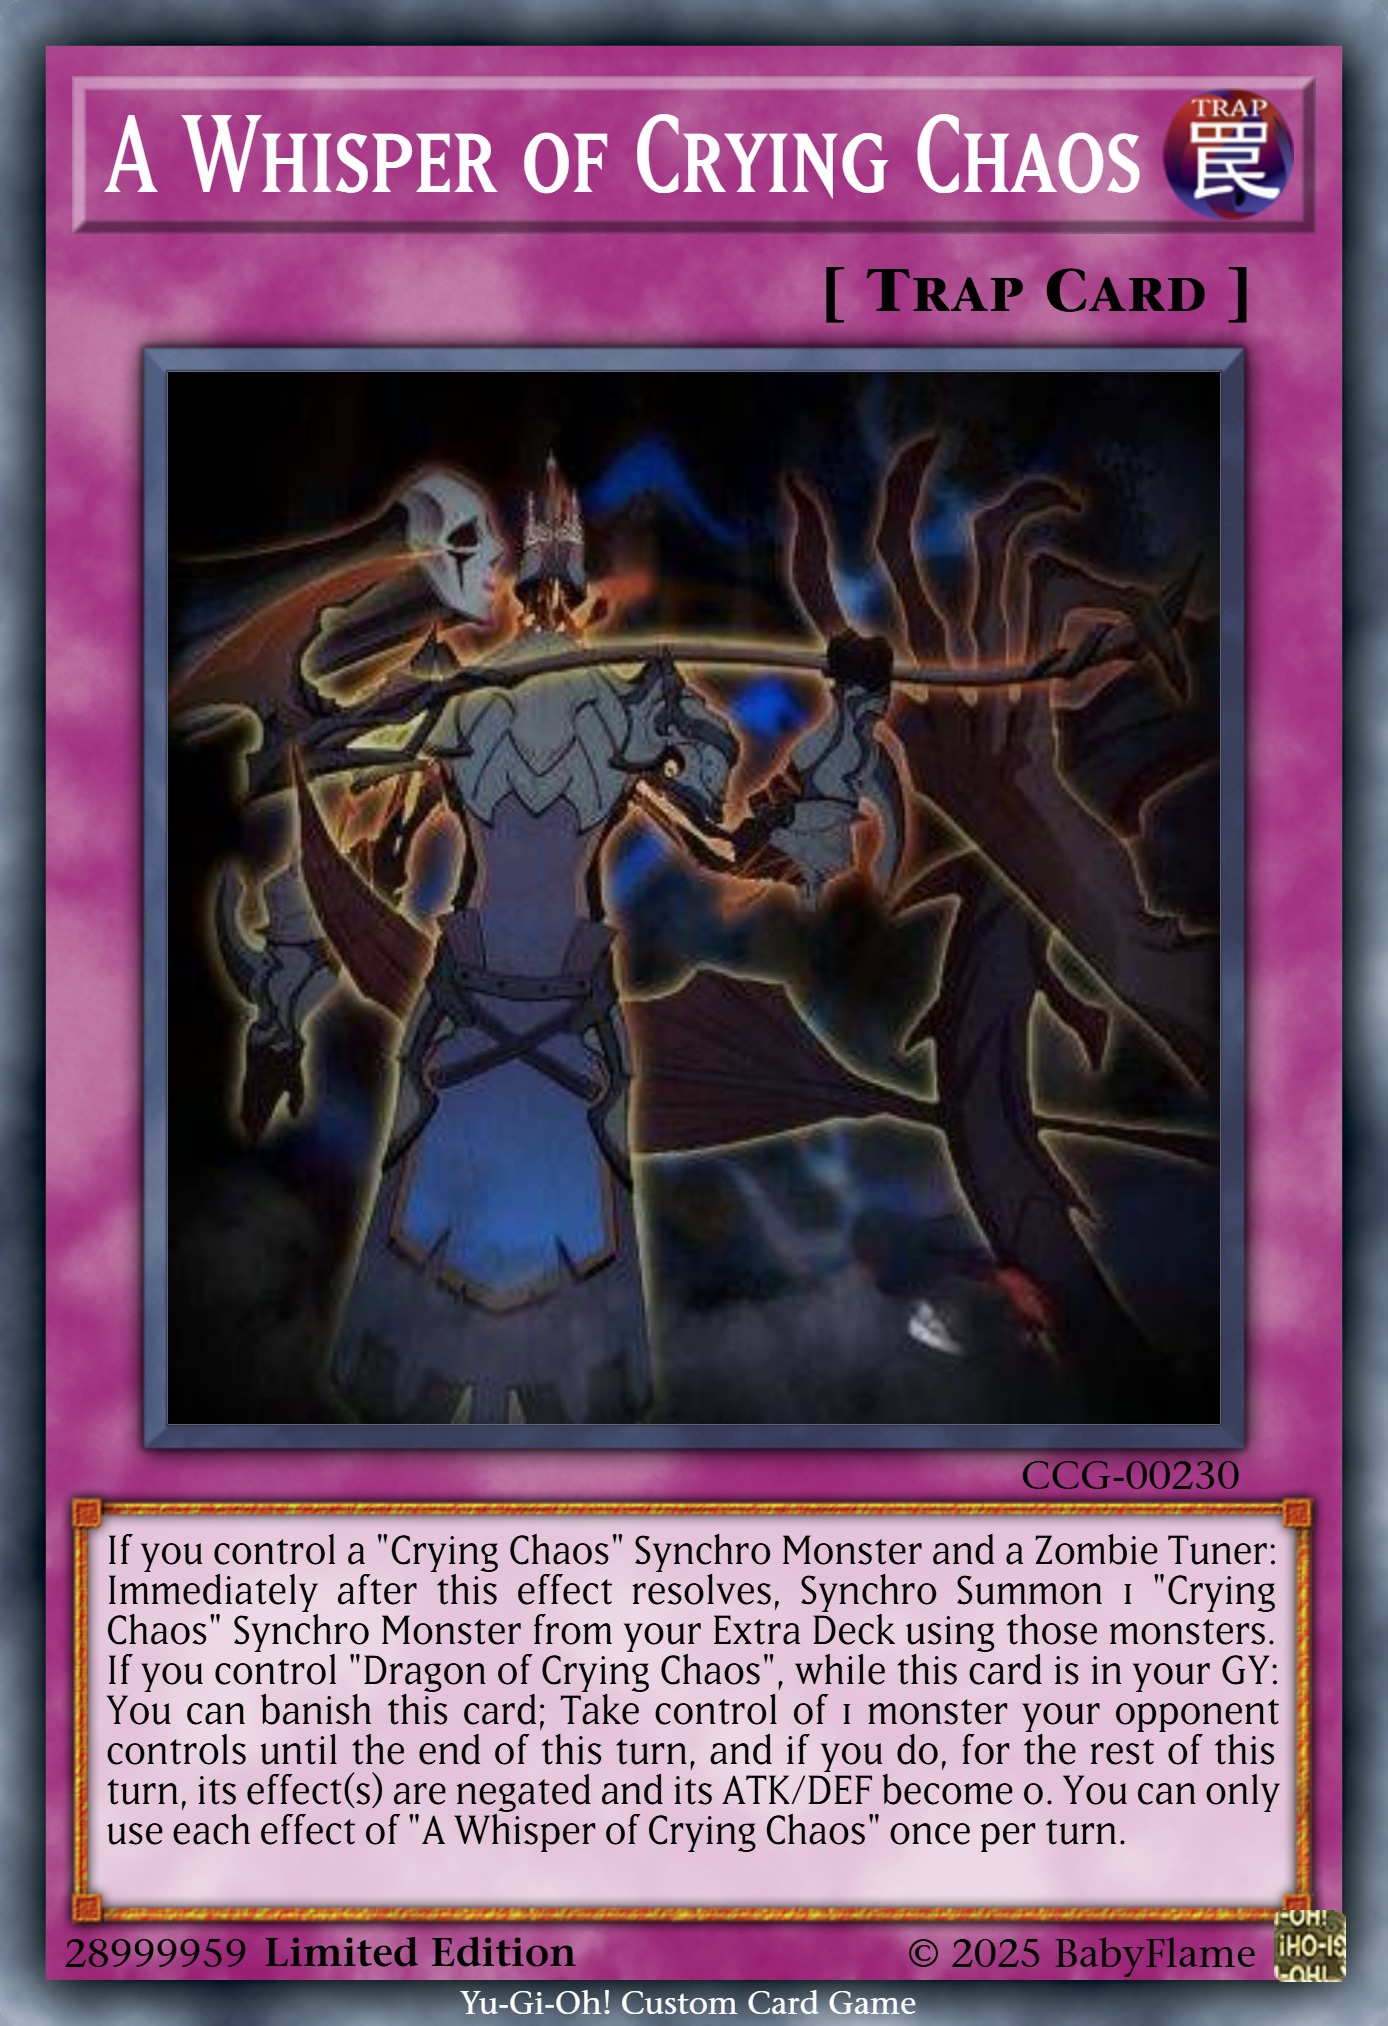 A Whisper of Crying Chaos
TRAP
罠
[ Trap Card ]
CCG-00230
If you control a "Crying Chaos" Synchro Monster and a Zombie Tuner:
Immediately after this effect resolves, Synchro Summon 1 "Crying
Chaos" Synchro Monster from your Extra Deck using those monsters.
If you control "Dragon of Crying Chaos", while this card is in your GY:
You can banish this card; Take control of 1 monster your opponent
controls until the end of this turn, and if you do, for the rest of this
turn, its effect(s) are negated and its ATK/DEF become 0. You can only
use each effect of "A Whisper of Crying Chaos" once per turn.
28999959 Limited Edition
© 2025 BabyFlame
Yu-Gi-Oh! Custom Card Game